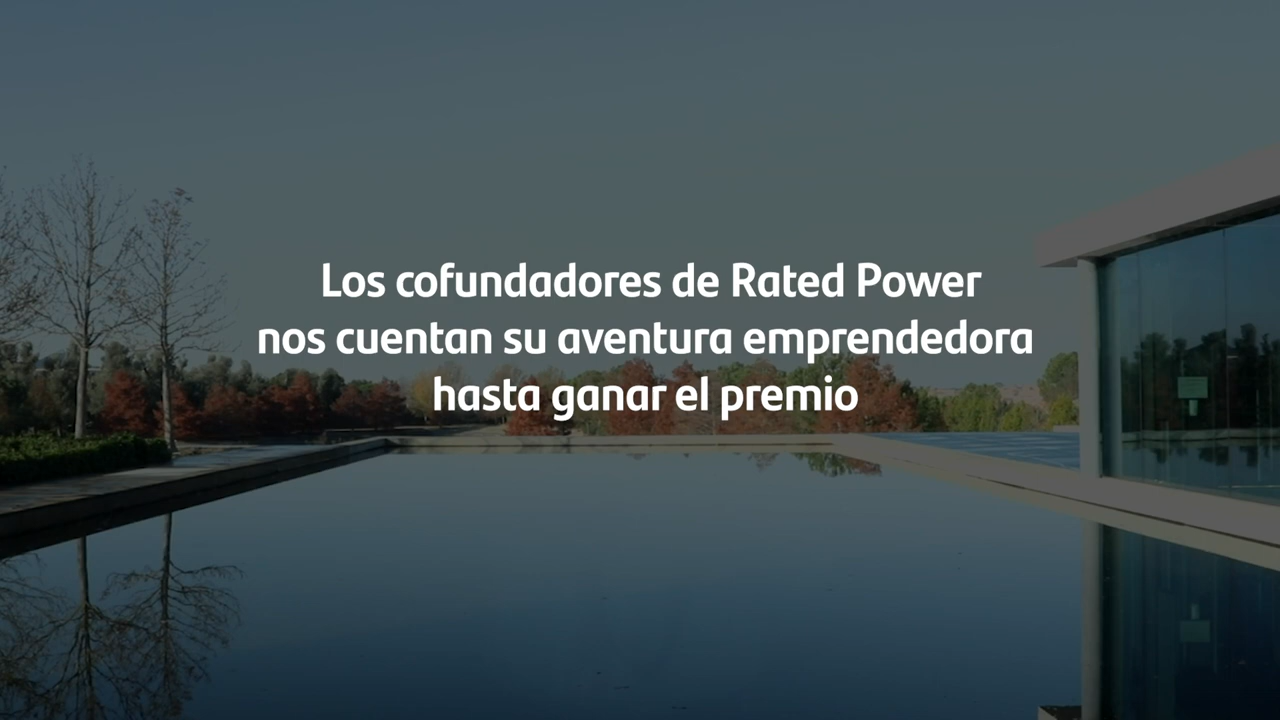 Los cofundadores de Rated Power
nos cuentan su aventura emprendedora
hasta ganar el premio